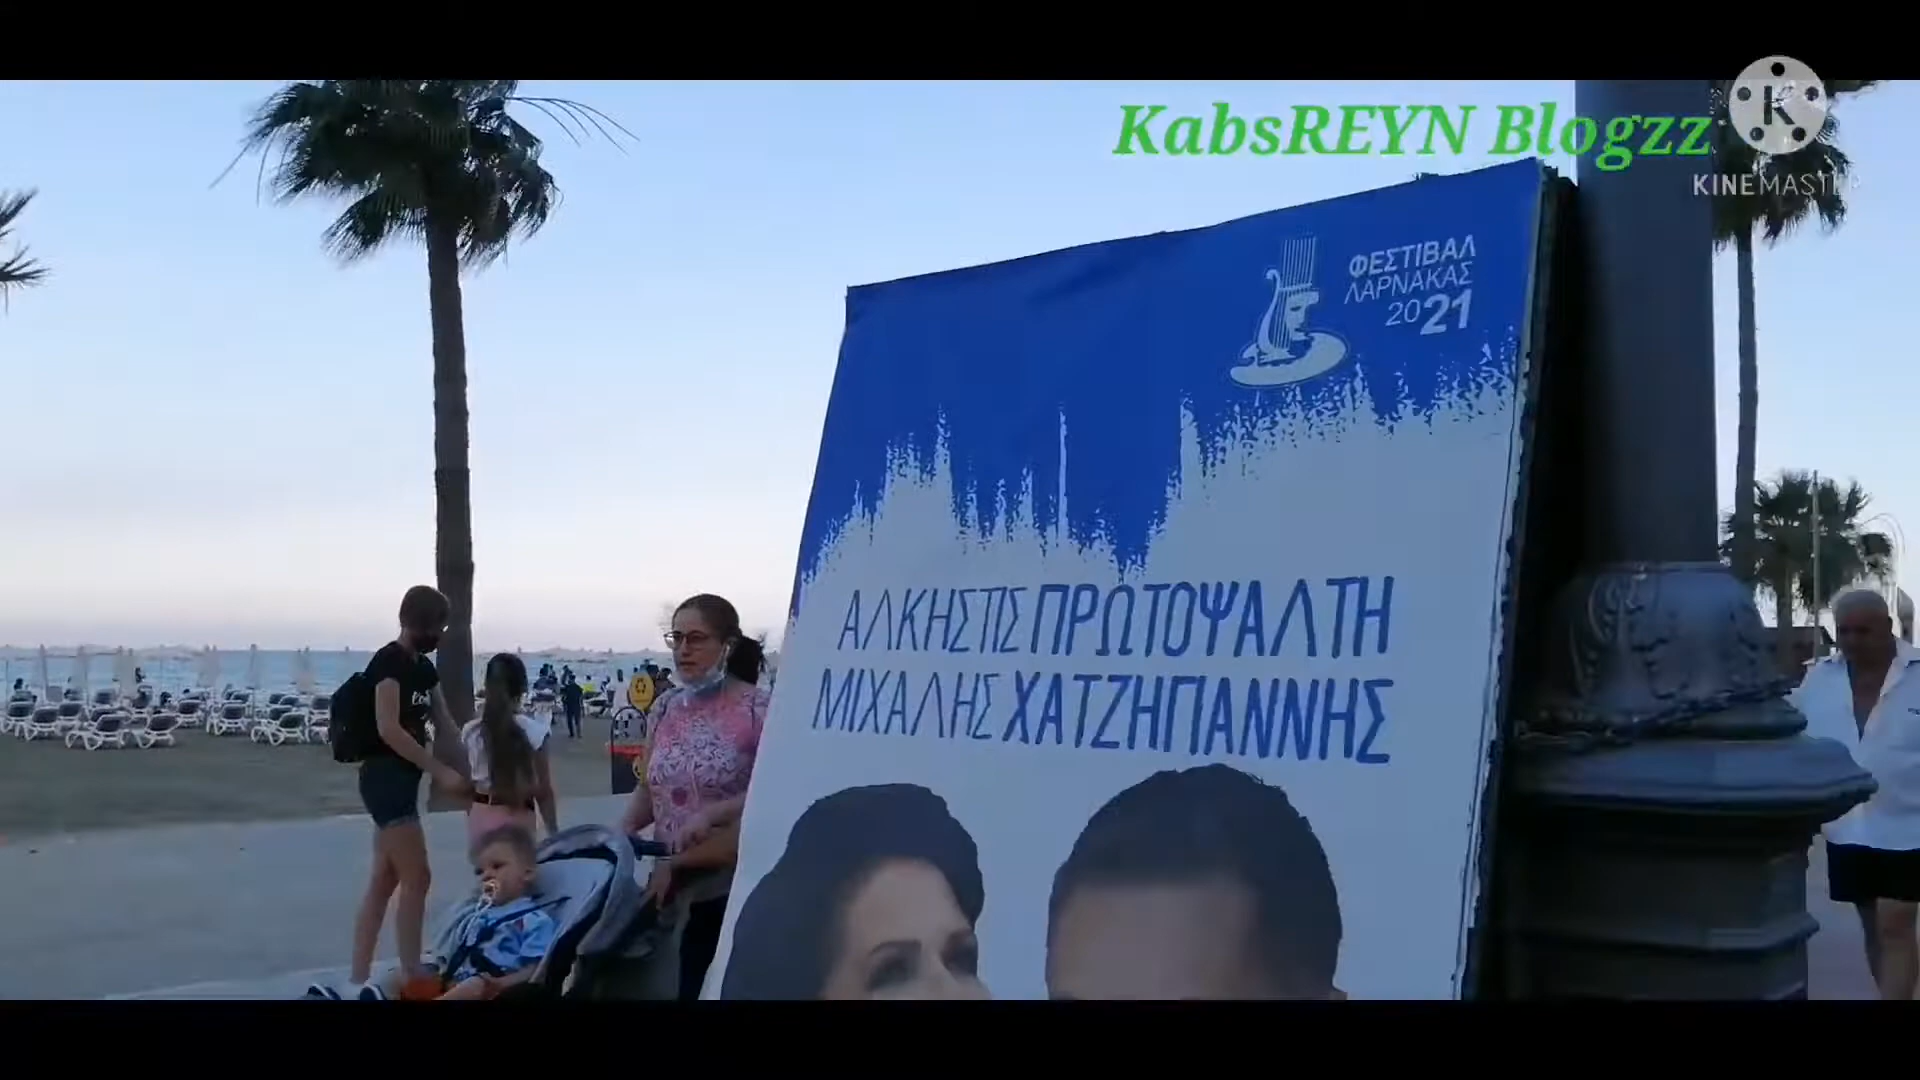 KabsREYN Blogzz
KINEMASTER
ΦΕΣΤΙΒΑΛ
ΛΑΡΝΑΚΑΣ
2021
ΑΛΚΗΣΤΙΣ ΠΡΩΤΟΨΑΛΤΗ
ΜΙΧΑΛΗΣ ΧΑΤΖΗΓΙΑΝΝΗΣ